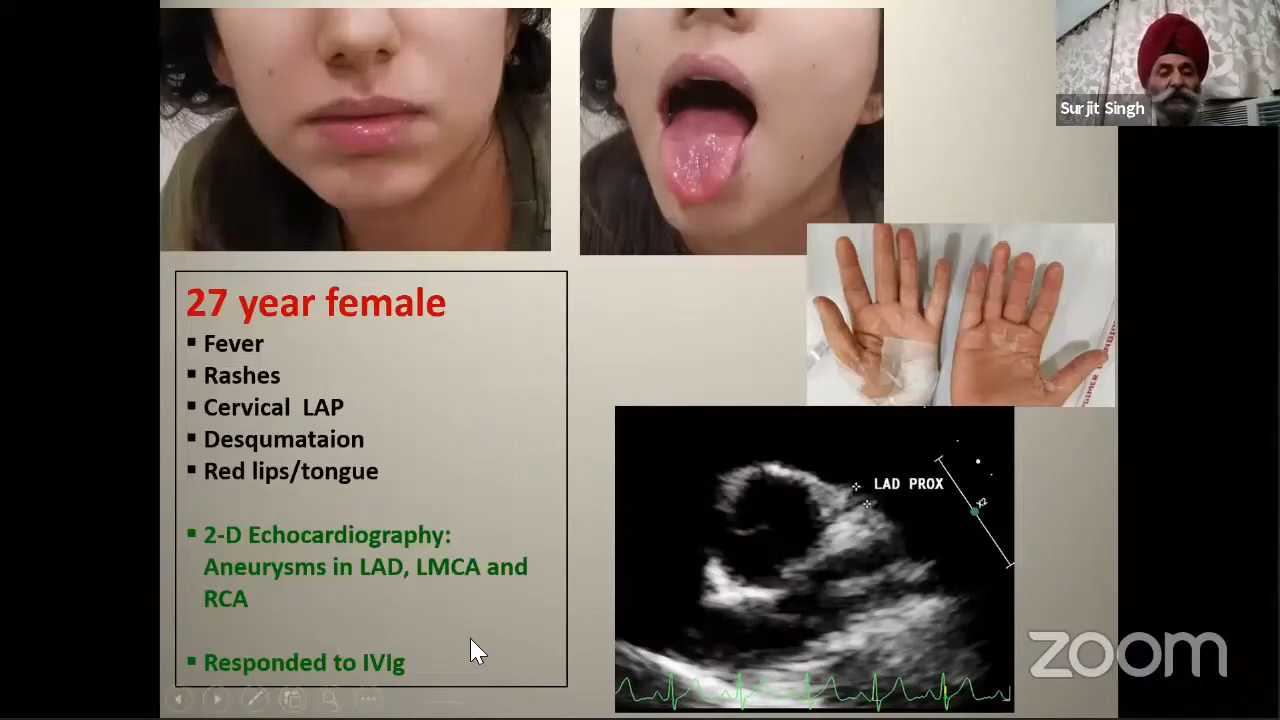 Surjit Singh
27 year female
▪ Fever
▪ Rashes
▪ Cervical LAP
▪ Desqumataion
▪ Red lips/tongue
▪ 2-D Echocardiography:
Aneurysms in LAD, LMCA and
RCA
▪ Responded to IVIg
LAD PROX
X2
zoom